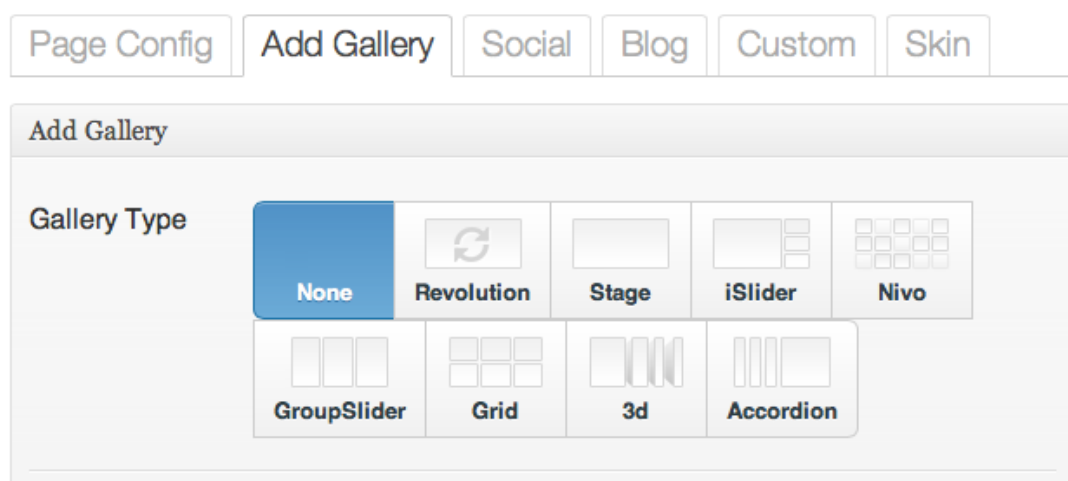 Page Config Add Gallery Social Blog Custom Skin
Add Gallery
Gallery Type
None Revolution Stage iSlider Nivo
GroupSlider Grid 3d Accordion